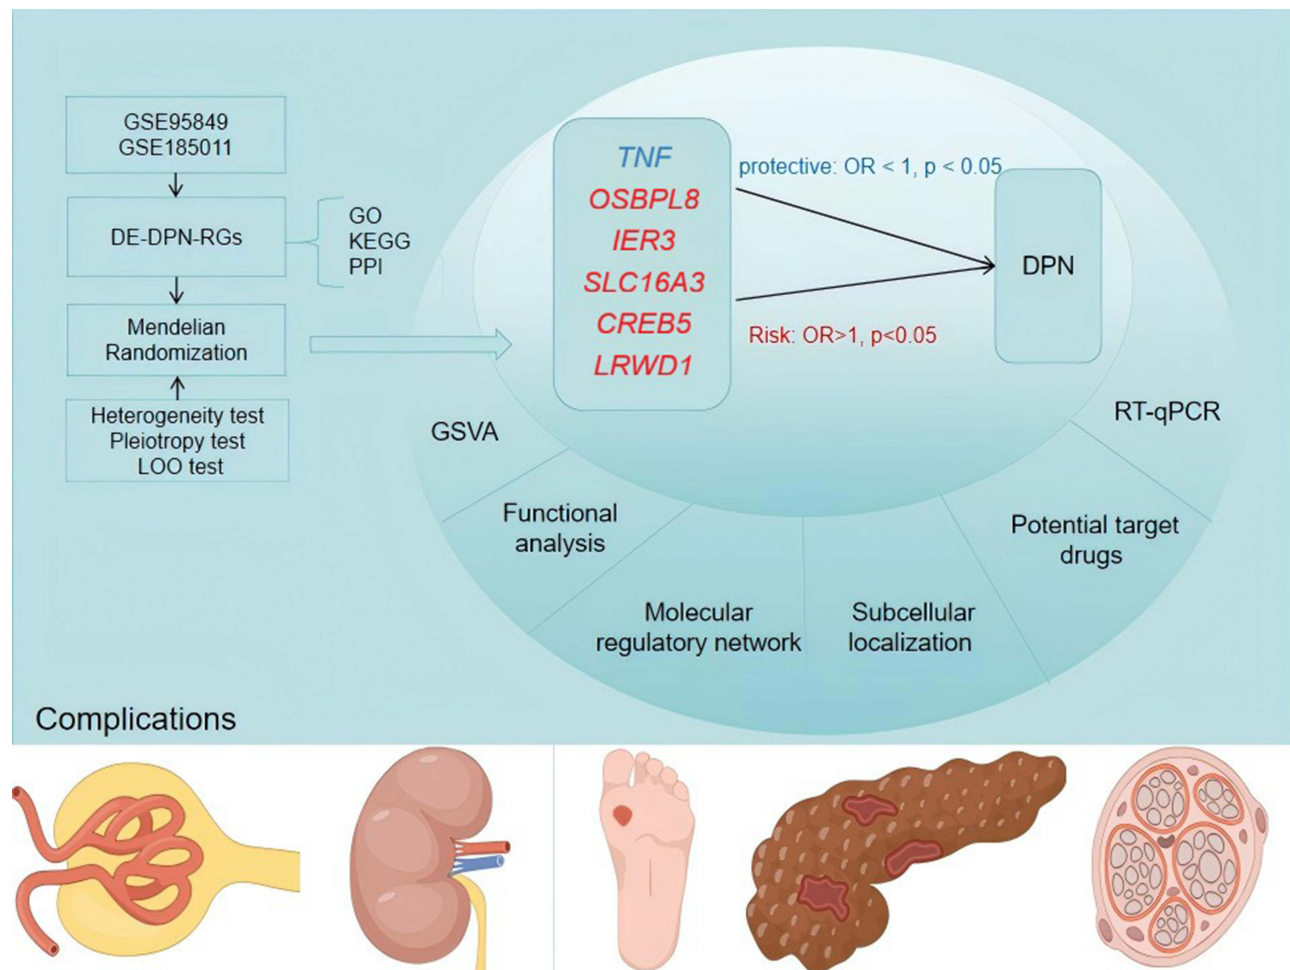 GSE95849
GSE185011
DE-DPN-RGs
GO
KEGG
PPI
Mendelian
Randomization
Heterogeneity test
Pleiotropy test
LOO test
TNF
OSBPL8
IER3
SLC16A3
CREB5
LRWD1
protective: OR < 1, p < 0.05
Risk: OR>1, p<0.05
DPN
GSVA
Functional
analysis
Molecular
regulatory network
Subcellular
localization
Potential target
drugs
RT-qPCR
Complications